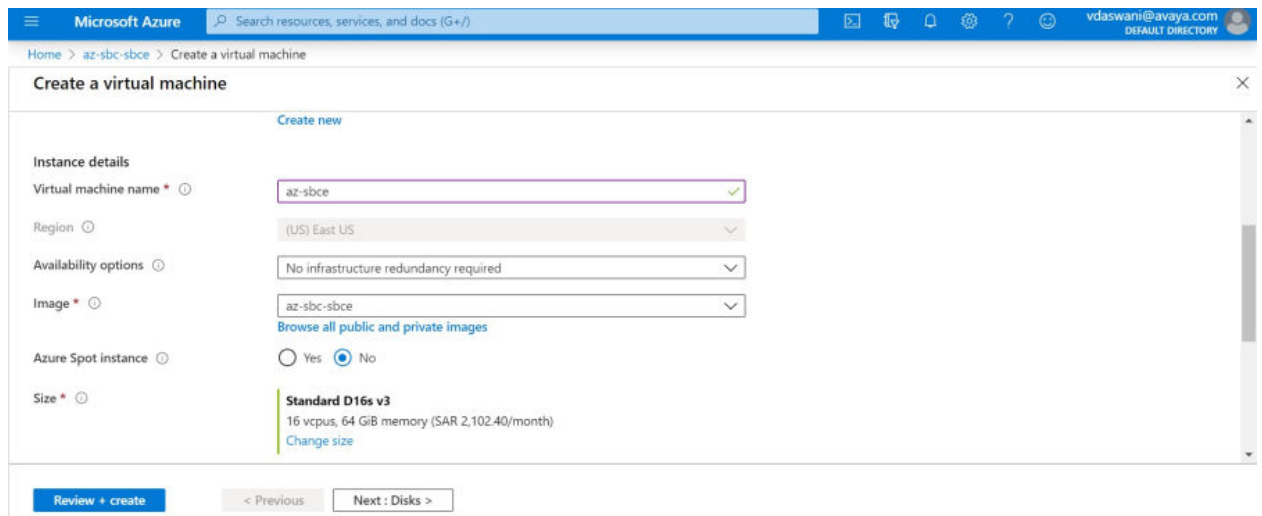 Microsoft Azure
Search resources, services, and docs (G+/)
vdaswani@avaya.com
DEFAULT DIRECTORY
Home > az-sbc-sbce > Create a virtual machine
Create a virtual machine
Create new
Instance details
Virtual machine name *
az-sbce
Region
(US) East US
Availability options
No infrastructure redundancy required
Image *
az-sbc-sbce
Browse all public and private images
Azure Spot instance
Yes No
Size *
Standard D16s v3
16 vcpus, 64 GiB memory (SAR 2,102.40/month)
Change size
Review + create
< Previous
Next : Disks >